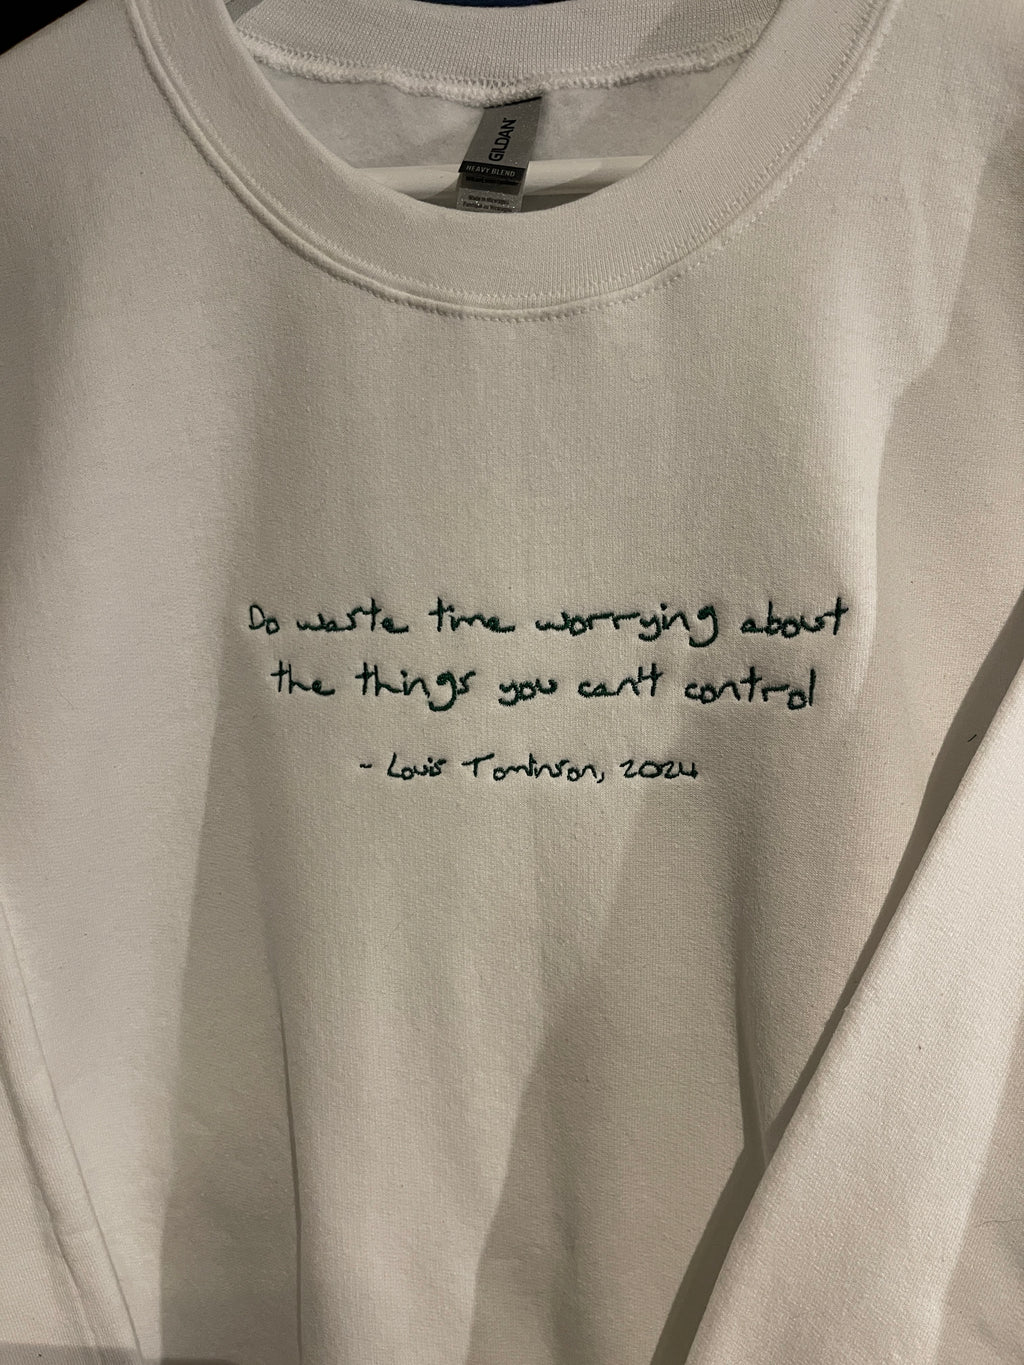 GILDAN
HEAVY BLEND
Do waste time worrying about
the things you can't control
- Louis Tomlinson, 2024